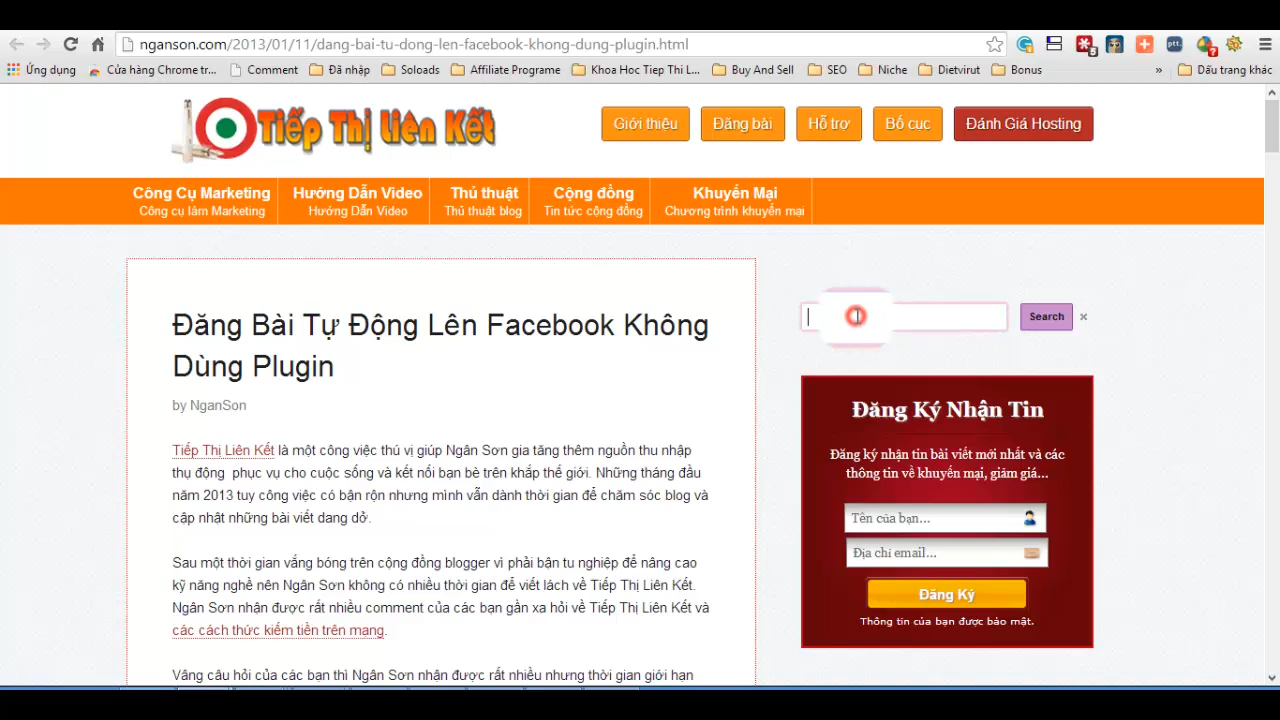 nganson.com/2013/01/11/dang-bai-tu-dong-len-facebook-khong-dung-plugin.html
5
ptt.
?
Ứng dụng
Cửa hàng Chrome tr...
Comment
Đã nhập
Soloads
Affiliate Programe
Khoa Hoc Tiep Thi L...
Buy And Sell
SEO
Niche
Dietvirut
Bonus
»
Dấu trang khác
Tiếp Thị Liên Kết
Giới thiệu
Đăng bài
Hỗ trợ
Bố cục
Đánh Giá Hosting
Công Cụ Marketing
Công cụ làm Marketing
Hướng Dẫn Video
Hướng Dẫn Video
Thủ thuật
Thủ thuật blog
Cộng đồng
Tin tức cộng đồng
Khuyến Mại
Chương trình khuyến mại
Đăng Bài Tự Động Lên Facebook Không
Dùng Plugin
by NganSon
Tiếp Thị Liên Kết là một công việc thú vị giúp Ngân Sơn gia tăng thêm nguồn thu nhập
thụ động phục vụ cho cuộc sống và kết nối bạn bè trên khắp thế giới. Những tháng đầu
năm 2013 tuy công việc có bận rộn nhưng mình vẫn dành thời gian để chăm sóc blog và
cập nhật những bài viết dang dở.
Sau một thời gian vắng bóng trên cộng đồng blogger vì phải bận tu nghiệp để nâng cao
kỹ năng nghề nên Ngân Sơn không có nhiều thời gian để viết lách về Tiếp Thị Liên Kết.
Ngân Sơn nhận được rất nhiều comment của các bạn gần xa hỏi về Tiếp Thị Liên Kết và
các cách thức kiếm tiền trên mạng.
Vâng câu hỏi của các bạn thì Ngân Sơn nhận được rất nhiều nhưng thời gian giới hạn
Search
×
Đăng Ký Nhận Tin
Đăng ký nhận tin bài viết mới nhất và các
thông tin về khuyến mại, giảm giá...
Tên của bạn...
Địa chỉ email...
Đăng Ký
Thông tin của bạn được bảo mật.